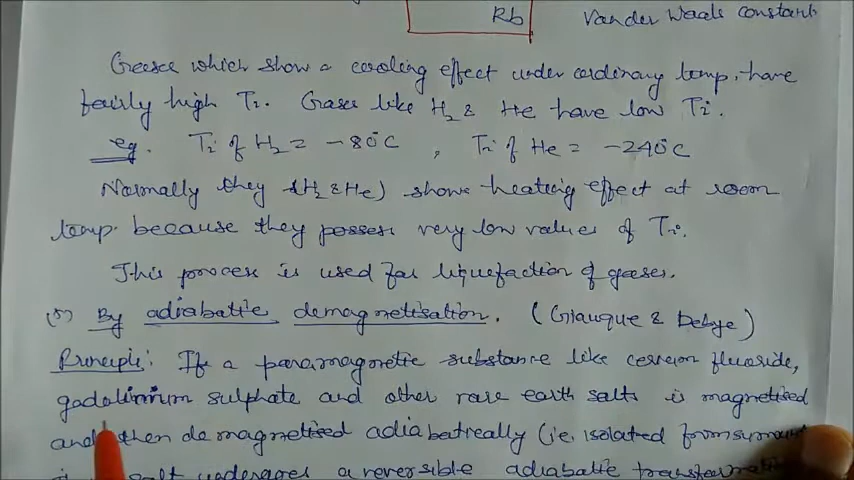 Rb
Vander Waals constant
Gases which show a cooling effect under ordinary temp. have
fairly high Ti. Gases like H2 & He have low Ti.
eg. Ti of H2 = -80°C , Ti of He = -240°C
Normally they (H2 & He) shows heating effect at room
temp. because they possess very low values of Ti.
This process is used for liquefaction of gases.
(5) By adiabatic demagnetisation. (Giauque & Debye)
Principle: If a paramagnetic substance like cerium fluoride,
gadolinium sulphate and other rare earth salts is magnetised
and then demagnetised adiabatically (i.e. isolated from
salt undergoes a reversible adiabatic